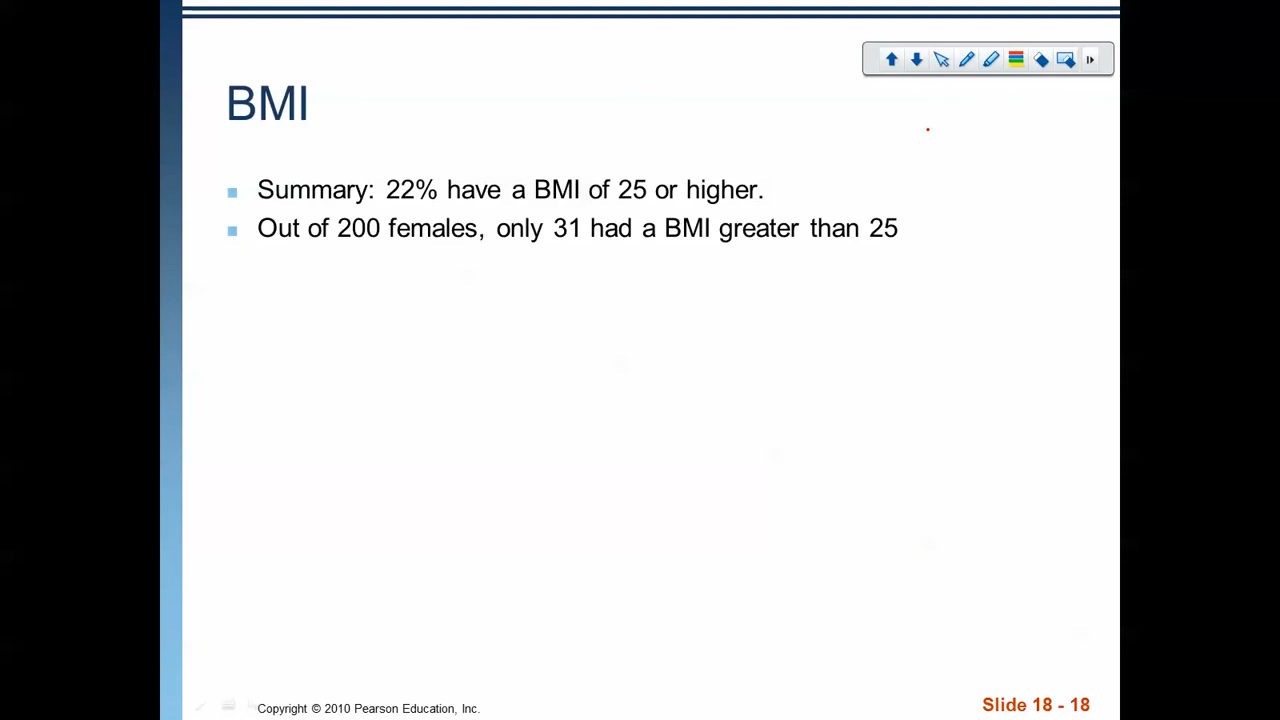 BMI
Summary: 22% have a BMI of 25 or higher.
Out of 200 females, only 31 had a BMI greater than 25
Copyright © 2010 Pearson Education, Inc.
Slide 18 - 18